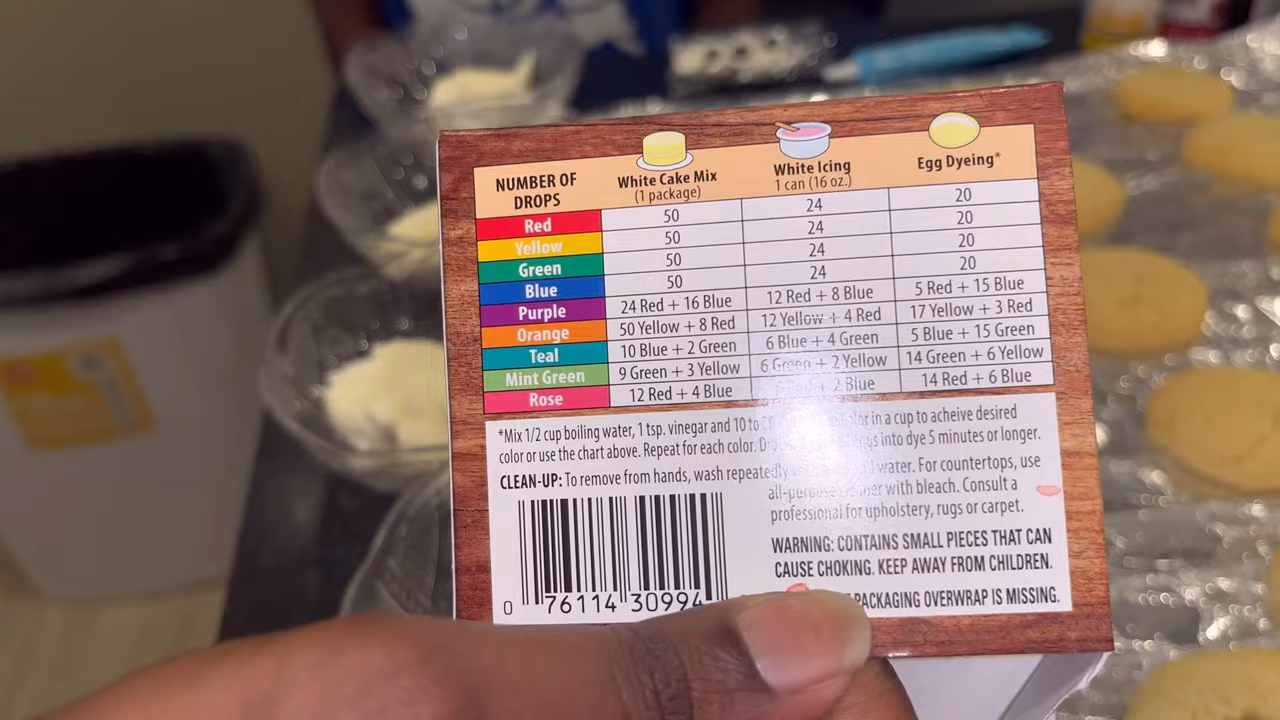 NUMBER OF DROPS White Cake Mix (1 package) White Icing 1 can (16 oz.) Egg Dyeing*
Red 50 24 20
Yellow 50 24 20
Green 50 24 20
Blue 50 24 20
Purple 24 Red + 16 Blue 12 Red + 8 Blue 5 Red + 15 Blue
Orange 50 Yellow + 8 Red 12 Yellow + 4 Red 17 Yellow + 3 Red
Teal 10 Blue + 2 Green 6 Blue + 4 Green 5 Blue + 15 Green
Mint Green 9 Green + 3 Yellow 6 Green + 2 Yellow 14 Green + 6 Yellow
Rose 12 Red + 4 Blue Red + 2 Blue 14 Red + 6 Blue
*Mix 1/2 cup boiling water, 1 tsp. vinegar and 10 to in a cup to acheive desired
color or use the chart above. Repeat for each color. into dye 5 minutes or longer.
CLEAN-UP: To remove from hands, wash repeatedly water. For countertops, use
all-purpose cleaner with bleach. Consult a
professional for upholstery, rugs or carpet.
WARNING: CONTAINS SMALL PIECES THAT CAN
CAUSE CHOKING. KEEP AWAY FROM CHILDREN.
PACKAGING OVERWRAP IS MISSING.
0 76114 30994